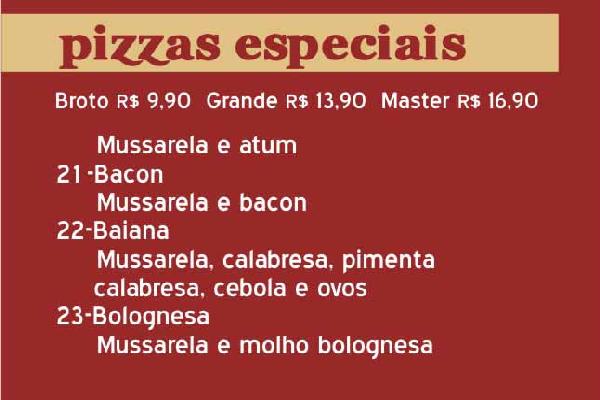 pizzas especiais
Broto R$ 9,90 Grande R$ 13,90 Master R$ 16,90
Mussarela e atum
21-Bacon
Mussarela e bacon
22-Baiana
Mussarela, calabresa, pimenta
calabresa, cebola e ovos
23-Bolognesa
Mussarela e molho bolognesa